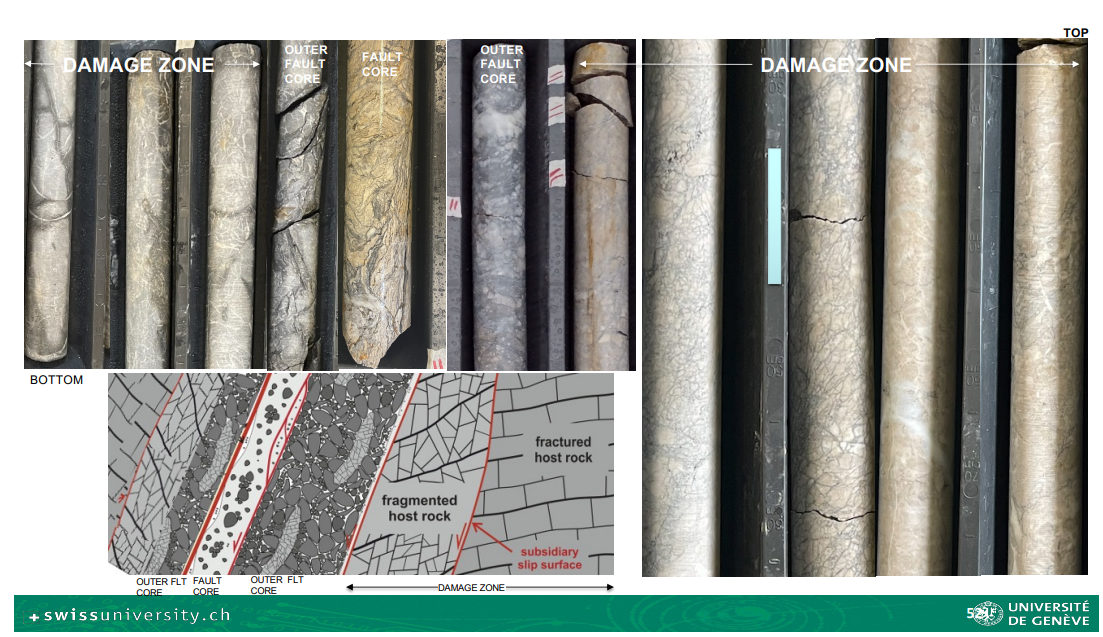 TOP
DAMAGE ZONE
OUTER
FAULT
CORE
FAULT
CORE
OUTER
FAULT
CORE
DAMAGE ZONE
BOTTOM
fractured
host rock
fragmented
host rock
subsidiary
slip surface
OUTER FLT
CORE
FAULT
CORE
OUTER FLT
CORE
DAMAGE ZONE
swissuniversity.ch
UNIVERSITÉ
DE GENÈVE